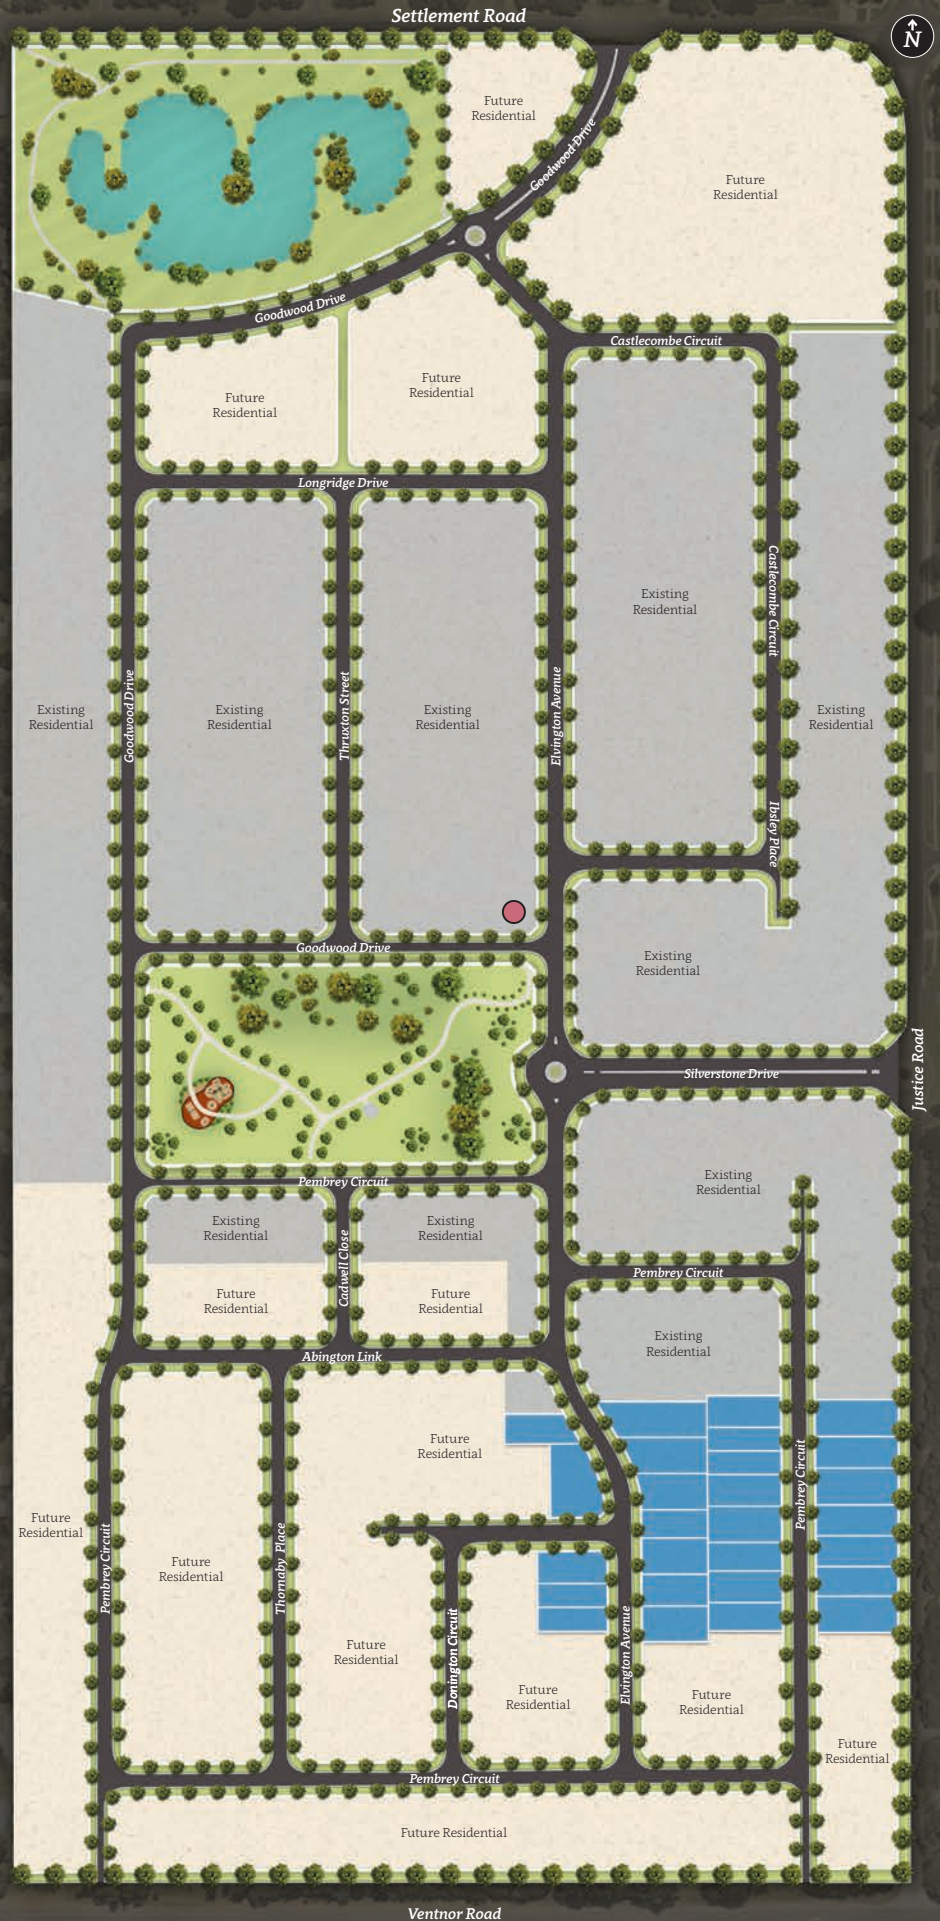 Settlement Road
N
Future
Residential
Goodwood Drive
Future
Residential
Goodwood Drive
Castlecombe Circuit
Future
Residential
Future
Residential
Longridge Drive
Existing
Residential
Castlecombe Circuit
Existing
Residential
Goodwood Drive
Existing
Residential
Thruxton Street
Existing
Residential
Elvington Avenue
Existing
Residential
Ibsley Place
Goodwood Drive
Existing
Residential
Silverstone Drive
Justice Road
Pembrey Circuit
Existing
Residential
Existing
Residential
Cadwell Close
Existing
Residential
Pembrey Circuit
Future
Residential
Future
Residential
Existing
Residential
Abington Link
Future
Residential
Pembrey Circuit
Future
Residential
Pembrey Circuit
Future
Residential
Thornaby Place
Future
Residential
Donington Circuit
Future
Residential
Elvington Avenue
Future
Residential
Future
Residential
Pembrey Circuit
Future Residential
Ventnor Road